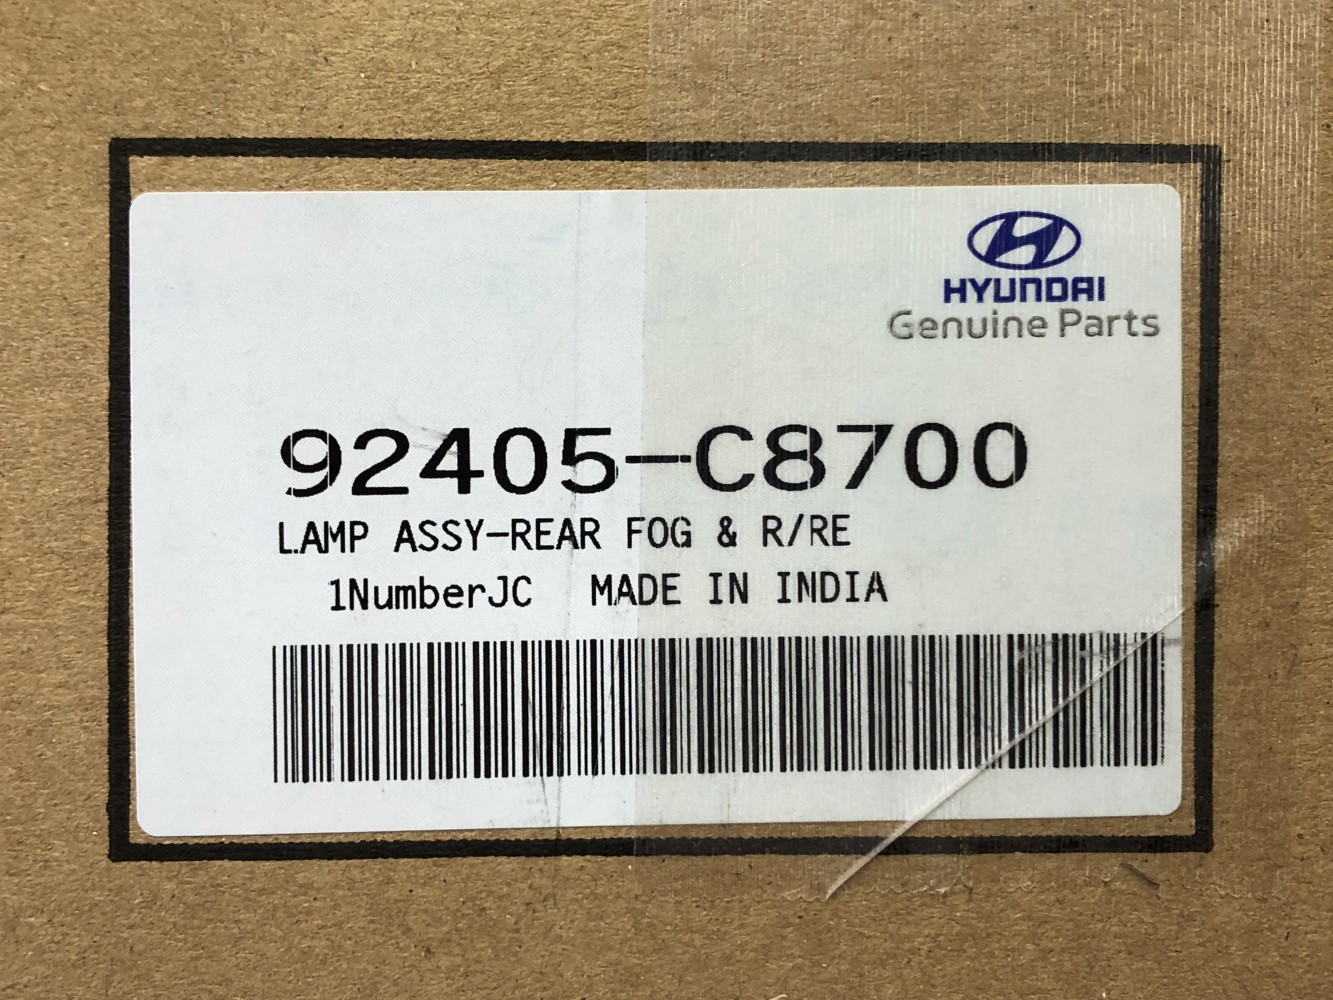 HYUNDAI
Genuine Parts
92405-C8700
LAMP ASSY-REAR FOG & R/RE
1NumberJC MADE IN INDIA